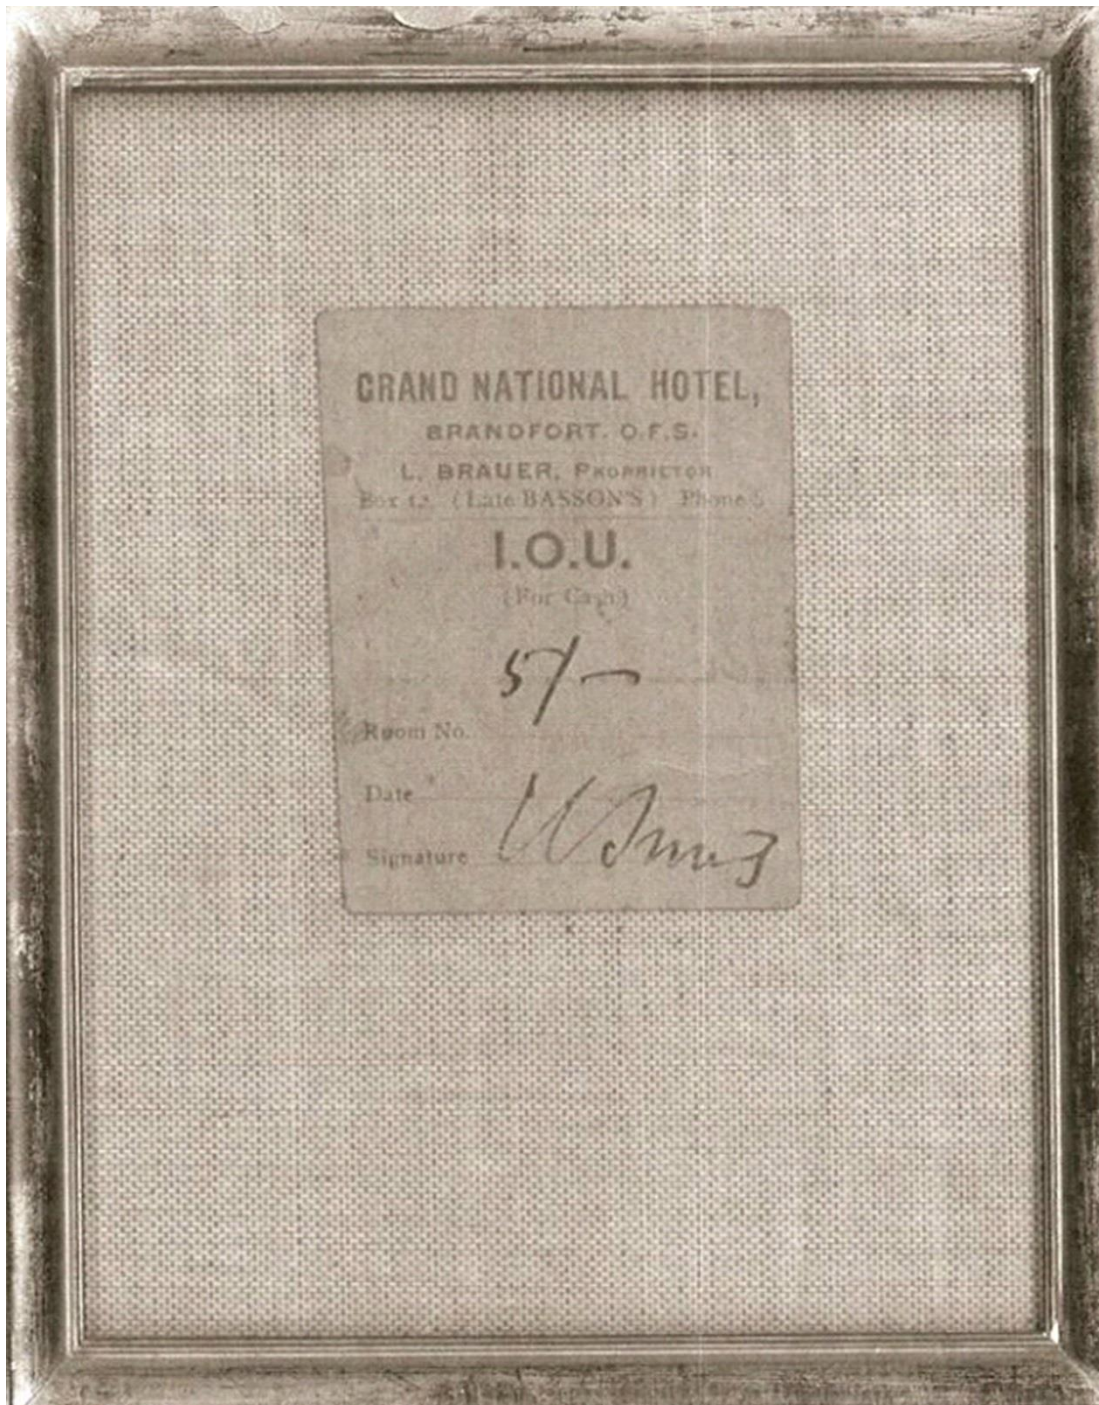 GRAND NATIONAL HOTEL,
BRANDFORT. O.F.S.
L. BRAUER, PROPRIETOR
Box 12 (Late BASSON'S) Phone 5
I.O.U.
(For Cash)
5/-
Room No.
Date
Signature